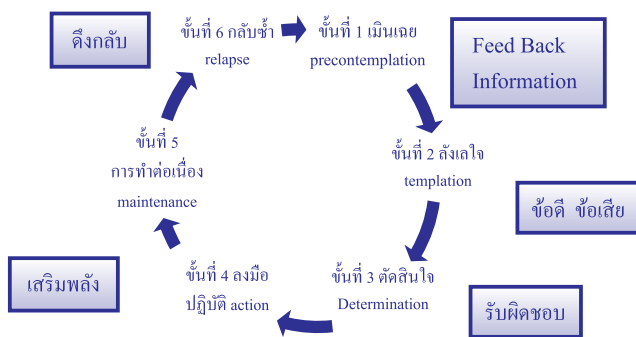 ดึงกลับ
ขั้นที่ 6 กลับซ้ำ
relapse
ขั้นที่ 1 เมินเฉย
precontemplation
Feed Back
Information
ขั้นที่ 5
การทำต่อเนื่อง
maintenance
ขั้นที่ 2 ลังเลใจ
templation
ข้อดี ข้อเสีย
เสริมพลัง
ขั้นที่ 4 ลงมือ
ปฏิบัติ action
ขั้นที่ 3 ตัดสินใจ
Determination
รับผิดชอบ